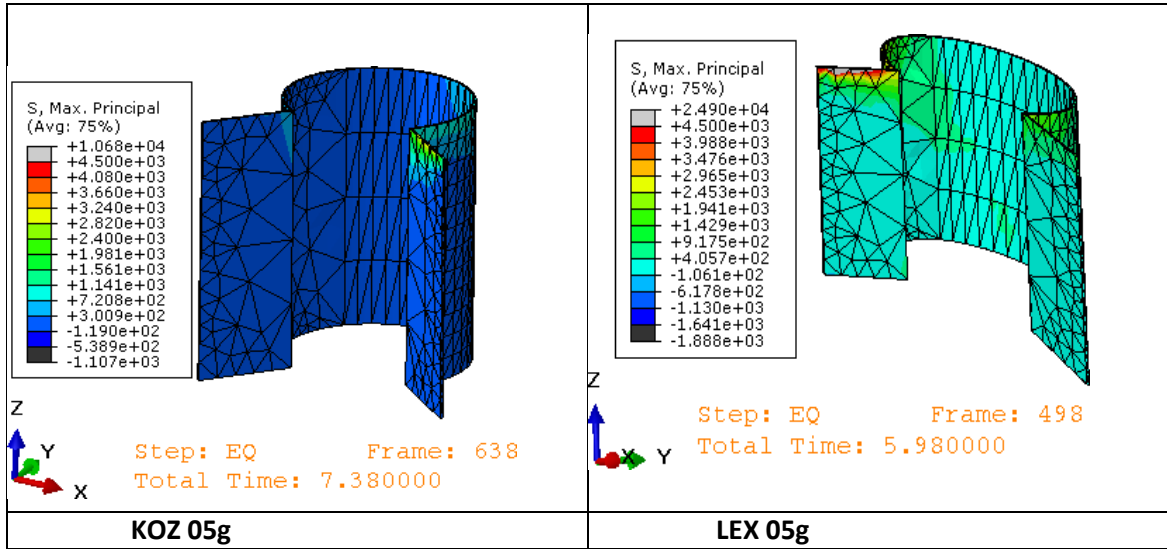 S, Max. Principal
(Avg: 75%)
+1.068e+04
+4.500e+03
+4.080e+03
+3.660e+03
+3.240e+03
+2.820e+03
+2.400e+03
+1.981e+03
+1.561e+03
+1.141e+03
+7.208e+02
+3.009e+02
-1.190e+02
-5.389e+02
-1.107e+03
Z
Y
X
Step: EQ Frame: 638
Total Time: 7.380000
S, Max. Principal
(Avg: 75%)
+2.490e+04
+4.500e+03
+3.988e+03
+3.476e+03
+2.965e+03
+2.453e+03
+1.941e+03
+1.429e+03
+9.175e+02
+4.057e+02
-1.061e+02
-6.178e+02
-1.130e+03
-1.641e+03
-1.888e+03
Z
X Y
Step: EQ Frame: 498
Total Time: 5.980000
KOZ 05g
LEX 05g